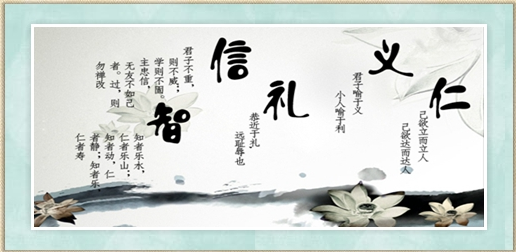 仁
己欲立而立人
己欲达而达人
义
君子喻于义
小人喻于利
礼
恭近于礼
远耻辱也
信
君子不重，
则不威；
学则不固。
主忠信，
无友不如己
者。过，则
勿禅改
智
知者乐水，
仁者乐山；
知者动，仁
者静；知者乐，
仁者寿